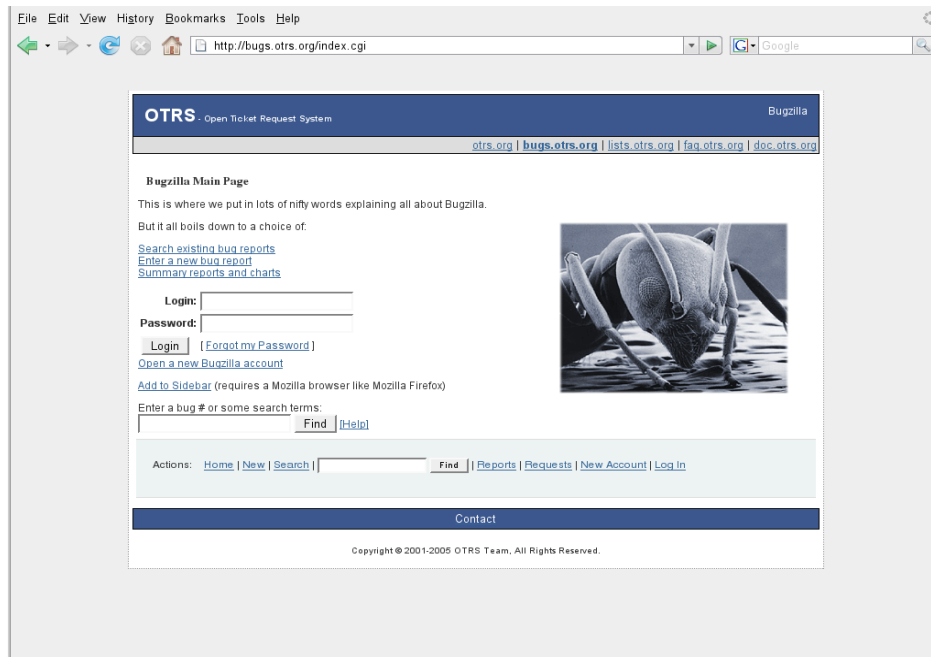 File Edit View History Bookmarks Tools Help
http://bugs.otrs.org/index.cgi
G Google
OTRS - Open Ticket Request System
Bugzilla
otrs.org | bugs.otrs.org | lists.otrs.org | faq.otrs.org | doc.otrs.org
Bugzilla Main Page
This is where we put in lots of nifty words explaining all about Bugzilla.
But it all boils down to a choice of:
Search existing bug reports
Enter a new bug report
Summary reports and charts
Login:
Password:
Login [ Forgot my Password ]
Open a new Bugzilla account
Add to Sidebar (requires a Mozilla browser like Mozilla Firefox)
Enter a bug # or some search terms:
Find [Help]
Actions: Home | New | Search | Find | Reports | Requests | New Account | Log In
Contact
Copyright © 2001-2005 OTRS Team, All Rights Reserved.